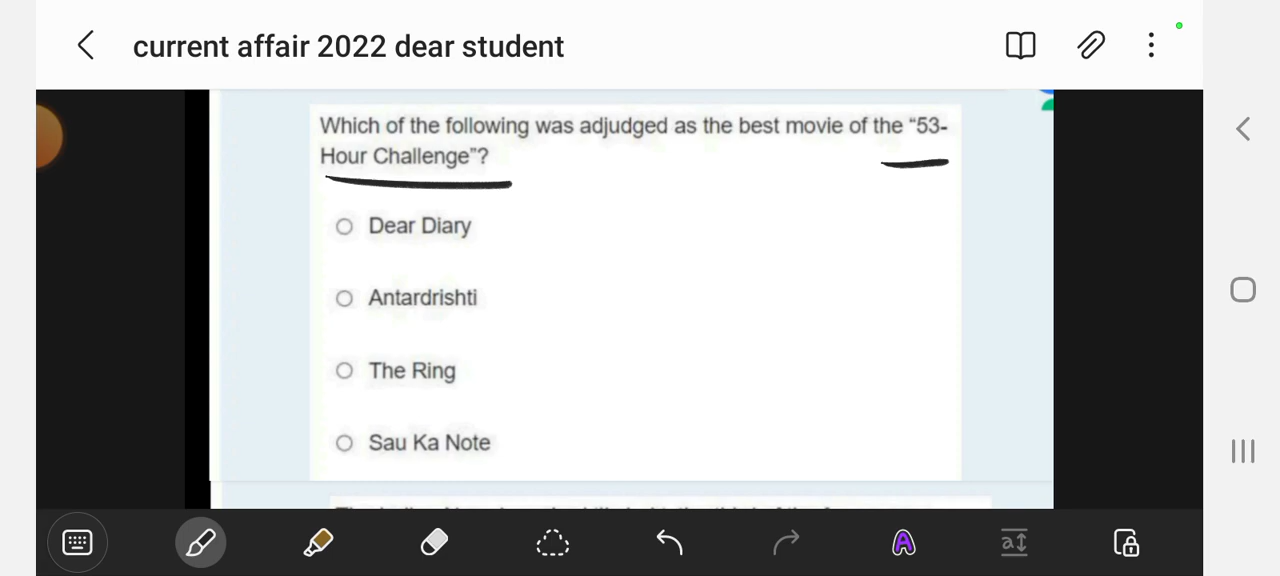 current affair 2022 dear student
Which of the following was adjudged as the best movie of the “53-
Hour Challenge”?
Dear Diary
Antardrishti
The Ring
Sau Ka Note